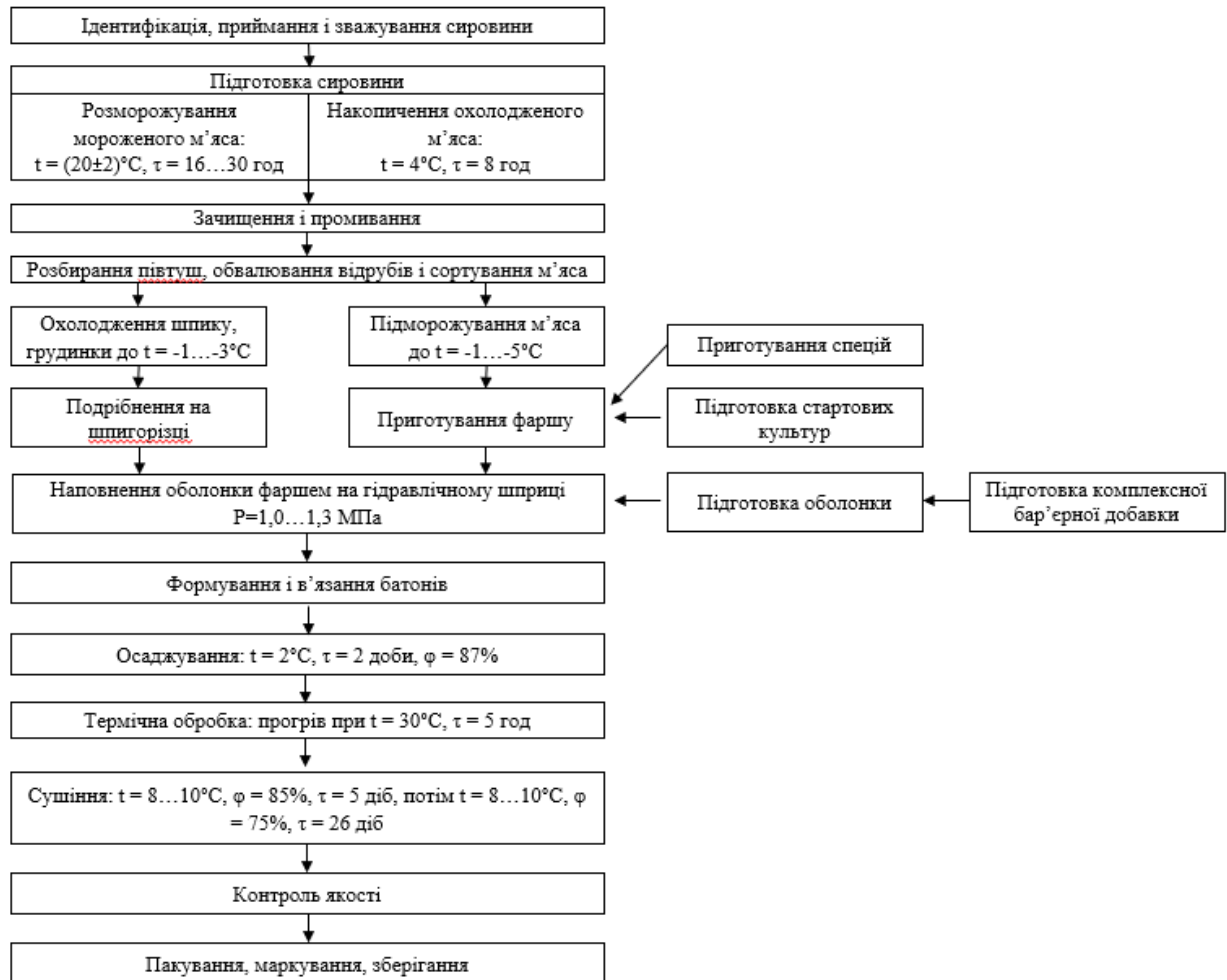 Ідентифікація, приймання і зважування сировини
Підготовка сировини
Розморожування
мороженого м’яса:
t = (20±2)°С, τ = 16…30 год
Накопичення охолодженого
м’яса:
t = 4°С, τ = 8 год
Зачищення і промивання
Розбирання півтуш, обвалювання відрубів і сортування м’яса
Охолодження шпику,
грудинки до t = -1…-3°С
Підморожування м’яса
до t = -1…-5°С
Приготування спецій
Подрібнення на
шпигорізці
Приготування фаршу
Підготовка стартових
культур
Наповнення оболонки фаршем на гідравлічному шприці
Р=1,0…1,3 МПа
Підготовка оболонки
Підготовка комплексної
бар’єрної добавки
Формування і в’язання батонів
Осаджування: t = 2°С, τ = 2 доби, φ = 87%
Термічна обробка: прогрів при t = 30°С, τ = 5 год
Сушіння: t = 8…10°С, φ = 85%, τ = 5 діб, потім t = 8…10°С, φ
= 75%, τ = 26 діб
Контроль якості
Пакування, маркування, зберігання